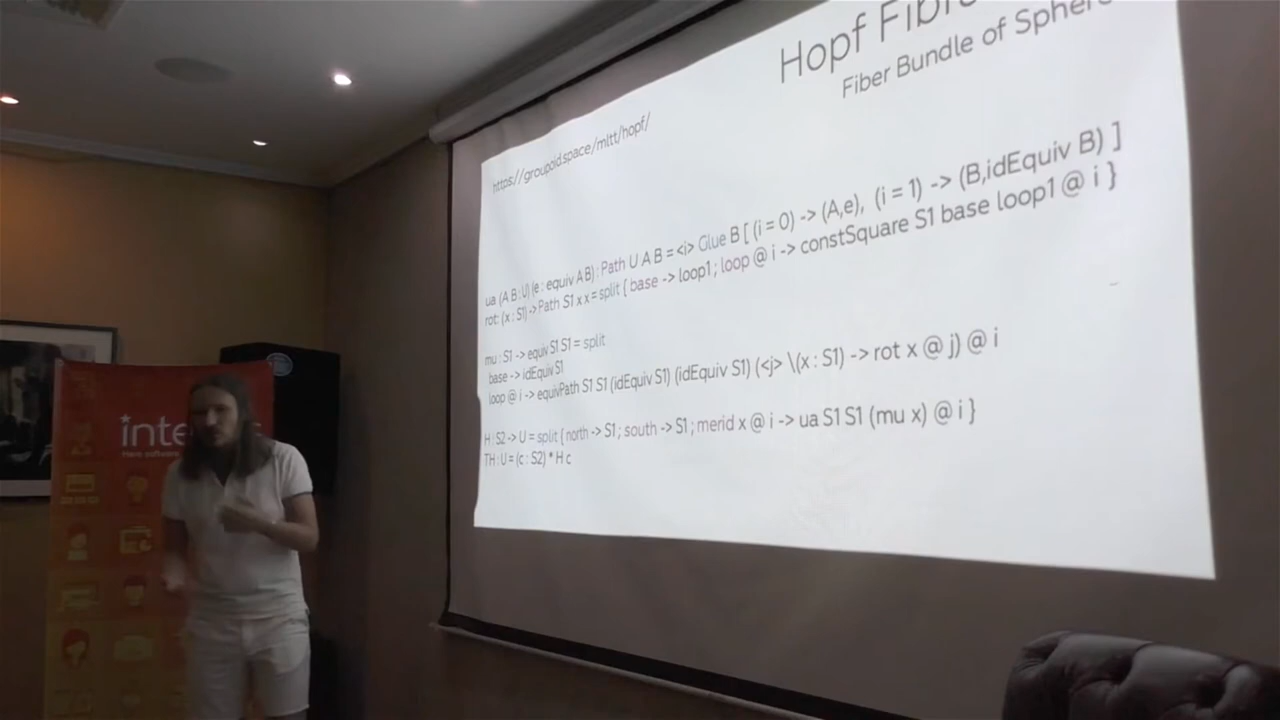 Hopf
Fiber Bundle of
https://groupoid.space/mltt/hopf/
ua (A B : U) (e : equiv A B) : Path U A B = <i> Glue B [ (i = 0) -> (A,e), (i = 1) -> (B,idEquiv B) ]
rot: (x : S1) -> Path S1 x x = split { base -> loop1 ; loop @ i -> constSquare S1 base loop1 @ i }
mu : S1 -> equiv S1 S1 = split
base -> idEquiv S1
loop @ i -> equivPath S1 S1 (idEquiv S1) (idEquiv S1) (<j> \(x : S1) -> rot x @ j) @ i
H : S2 -> U = split { north -> S1 ; south -> S1 ; merid x @ i -> ua S1 S1 (mu x) @ i }
TH : U = (c : S2) * H c